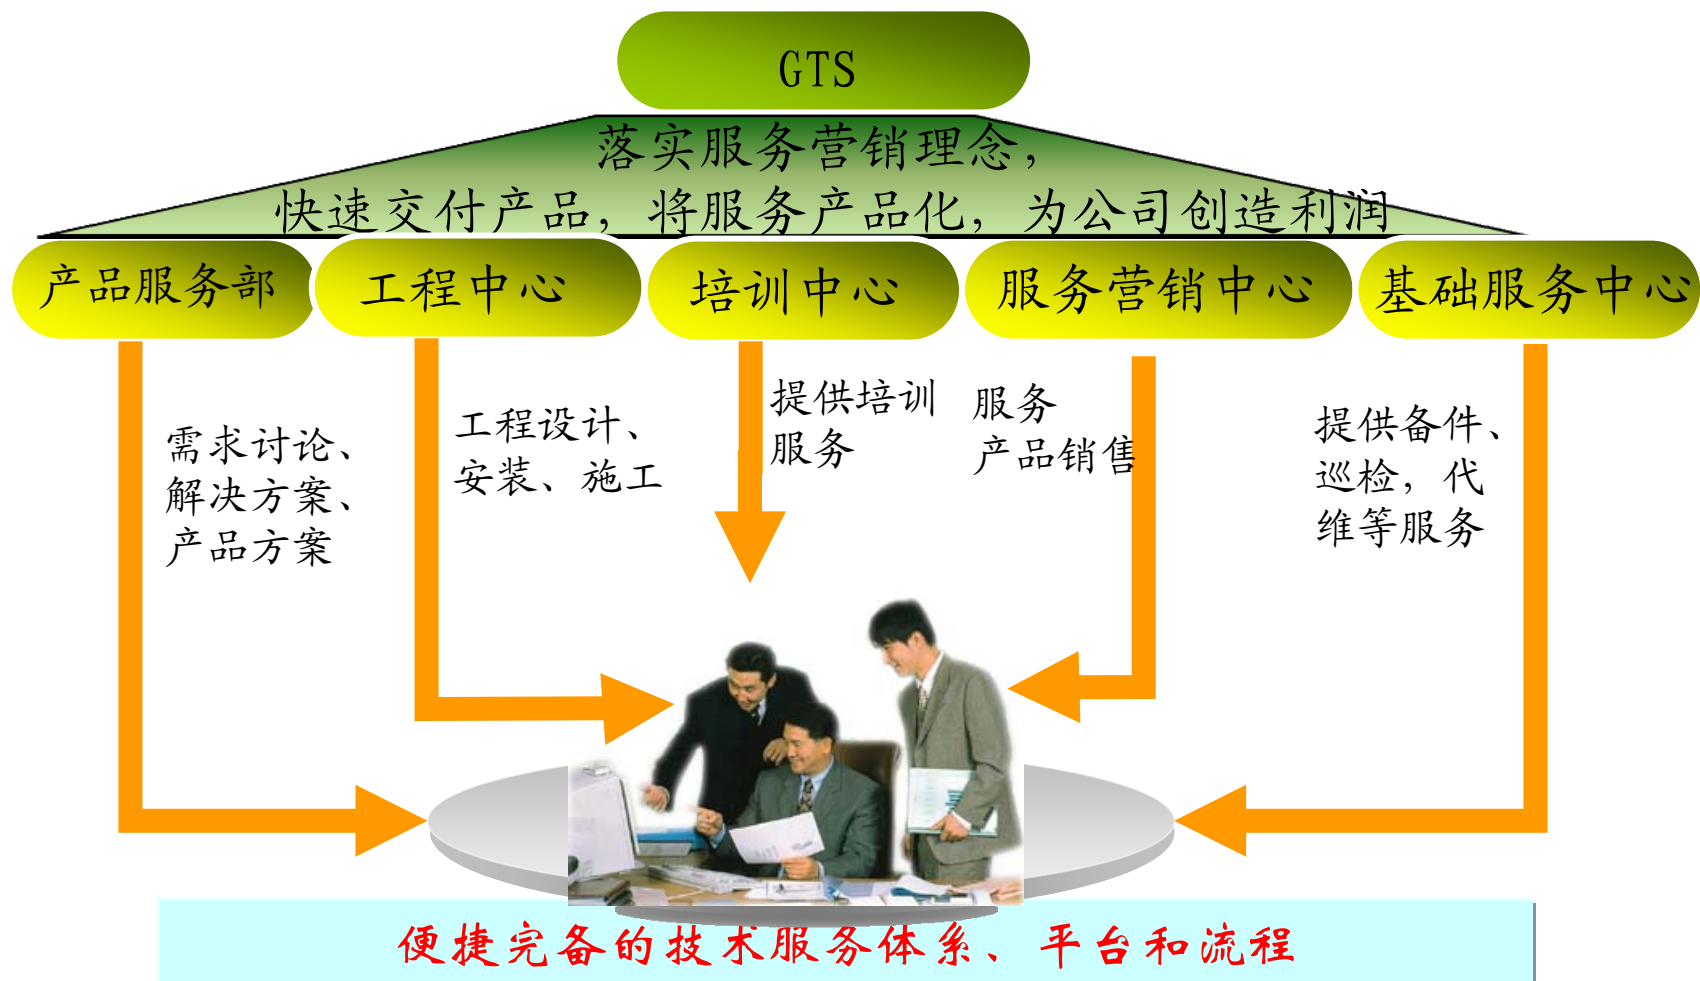 GTS
落实服务营销理念，
快速交付产品，将服务产品化，为公司创造利润
产品服务部
工程中心
培训中心
服务营销中心
基础服务中心
需求讨论、
解决方案、
产品方案
工程设计、
安装、施工
提供培训
服务
服务
产品销售
提供备件、
巡检，代
维等服务
便捷完备的技术服务体系、平台和流程